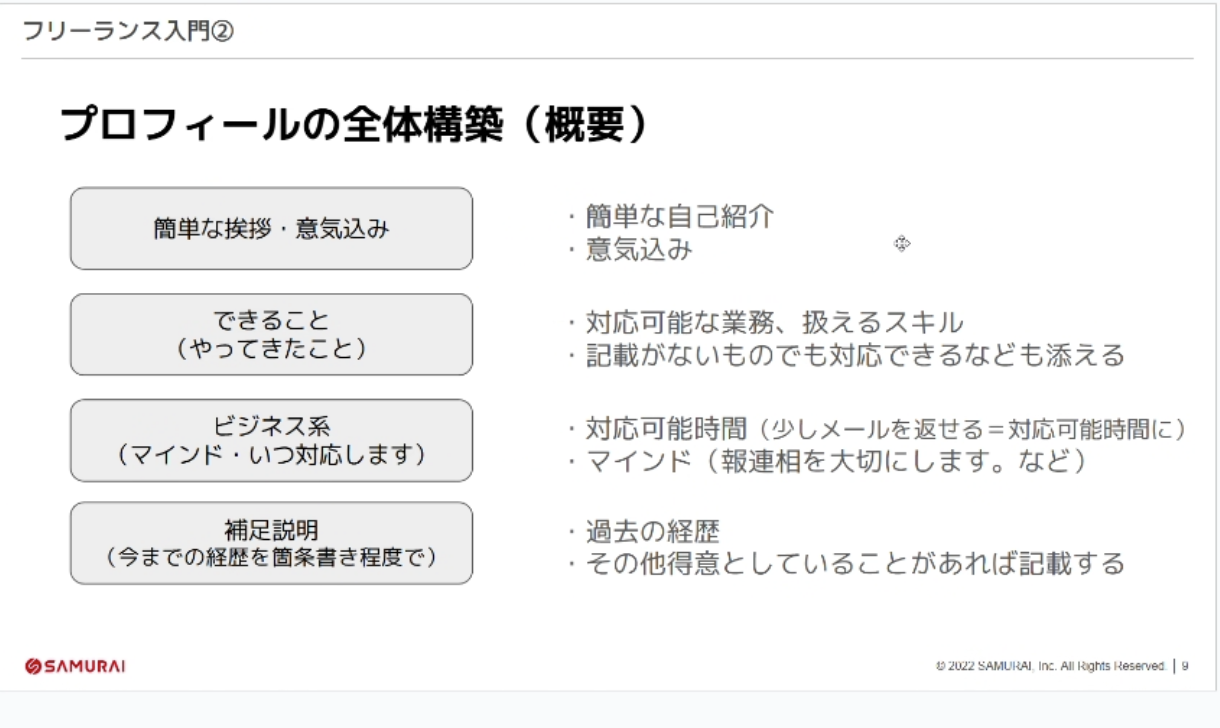 フリーランス入門②
プロフィールの全体構築（概要）
簡単な挨拶・意気込み
・簡単な自己紹介
・意気込み
できること
（やってきたこと）
・対応可能な業務、扱えるスキル
・記載がないものでも対応できるなども添える
ビジネス系
（マインド・いつ対応します）
・対応可能時間（少しメールを返せる＝対応可能時間に）
・マインド（報連相を大切にします。など）
補足説明
（今までの経歴を箇条書き程度で）
・過去の経歴
・その他得意としていることがあれば記載する
SAMURAI
© 2022 SAMURAI, Inc. All Rights Reserved. | 9